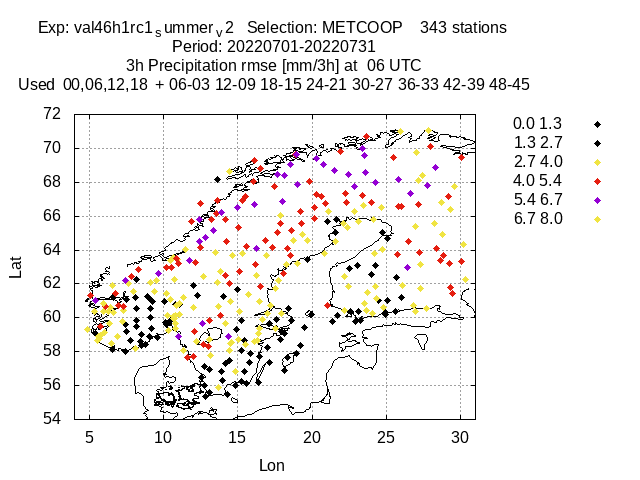 Exp: val46h1rc1summerv2 Selection: METCOOP 343 stations
Period: 20220701-20220731
3h Precipitation rmse [mm/3h] at 06 UTC
Used 00,06,12,18 + 06-03 12-09 18-15 24-21 30-27 36-33 42-39 48-45
72
70
68
66
64
62
60
58
56
54
Lat
5 10 15 20 25 30
Lon
0.0 1.3
1.3 2.7
2.7 4.0
4.0 5.4
5.4 6.7
6.7 8.0